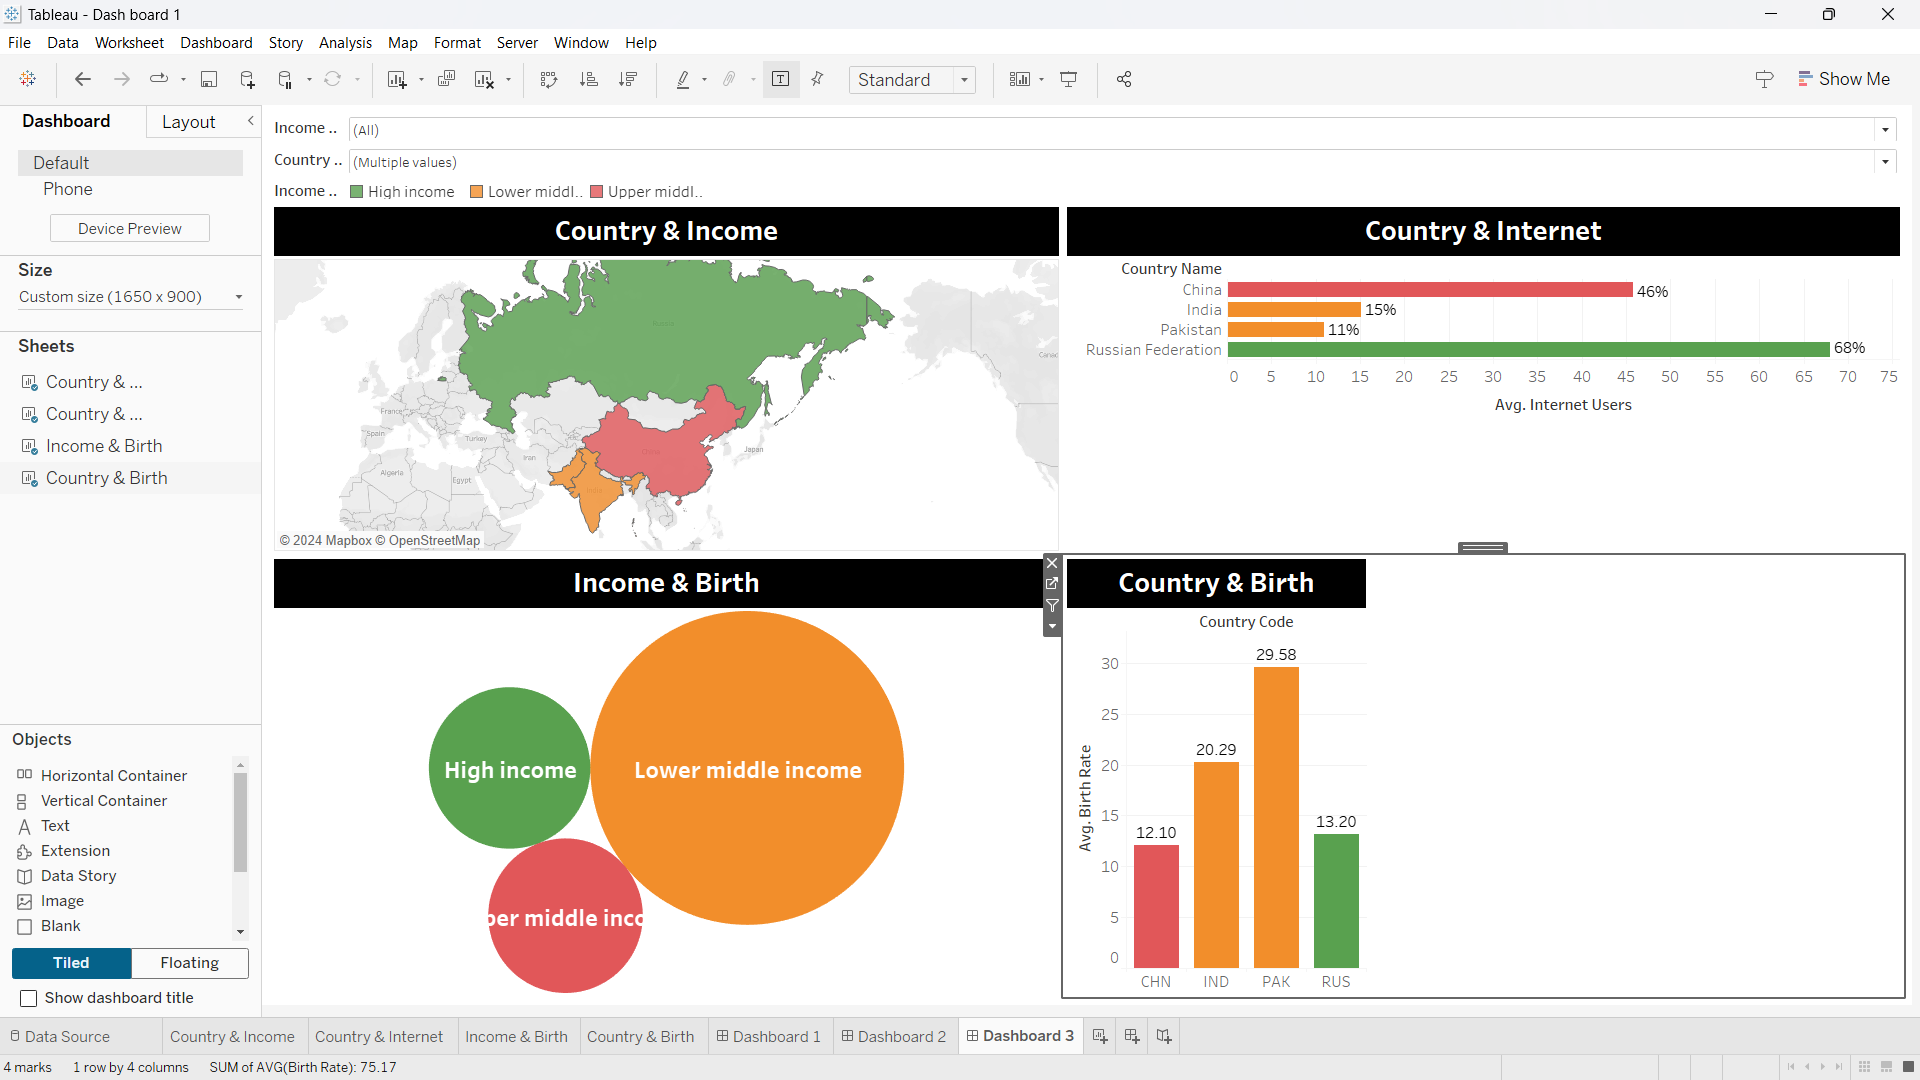 Tableau - Dash board 1
File Data Worksheet Dashboard Story Analysis Map Format Server Window Help
Standard
Show Me
Dashboard Layout
Default
Phone
Device Preview
Size
Custom size (1650 x 900)
Sheets
Country & ...
Country & ...
Income & Birth
Country & Birth
Objects
Horizontal Container
Vertical Container
Text
Extension
Data Story
Image
Blank
Tiled Floating
Show dashboard title
Income .. (All)
Country .. (Multiple values)
Income .. High income Lower middl.. Upper middl..
Country & Income
France
Spain
Turkey
Algeria
Egypt
Iran
Japan
Canac
© 2024 Mapbox © OpenStreetMap
Country & Internet
Country Name
China 46%
India 15%
Pakistan 11%
Russian Federation 68%
0 5 10 15 20 25 30 35 40 45 50 55 60 65 70 75
Avg. Internet Users
Income & Birth
High income
Lower middle income
per middle inco
Country & Birth
Country Code
Avg. Birth Rate
30
25
20
15
10
5
0
12.10
20.29
29.58
13.20
CHN IND PAK RUS
Data Source Country & Income Country & Internet Income & Birth Country & Birth Dashboard 1 Dashboard 2 Dashboard 3
4 marks 1 row by 4 columns SUM of AVG(Birth Rate): 75.17